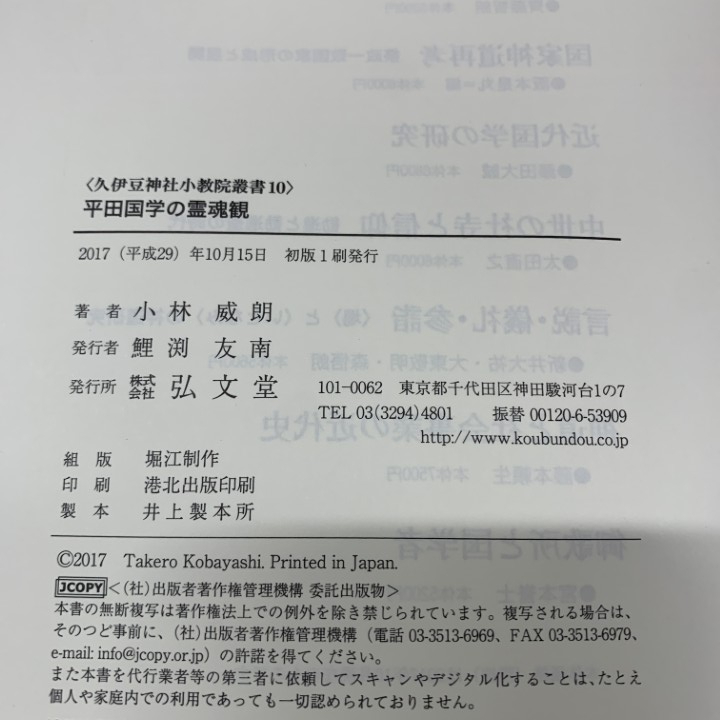 〈久伊豆神社小教院叢書10〉
平田国学の霊魂観
2017（平成29）年10月15日　初版1刷発行
著　者　小林　威朗
発行者　鯉渕　友南
発行所　株式会社　弘文堂
101-0062　東京都千代田区神田駿河台1の7
TEL 03(3294)4801　振替 00120-6-53909
http://www.koubundou.co.jp
組　版　堀江制作
印　刷　港北出版印刷
製　本　井上製本所
©2017　Takero Kobayashi. Printed in Japan.
JCOPY〈（社）出版者著作権管理機構 委託出版物〉
本書の無断複写は著作権法上での例外を除き禁じられています。複写される場合は、
そのつど事前に、（社）出版者著作権管理機構（電話 03-3513-6969、FAX 03-3513-6979、
e-mail: info@jcopy.or.jp）の許諾を得てください。
また本書を代行業者等の第三者に依頼してスキャンやデジタル化することは、たとえ
個人や家庭内での利用であっても一切認められておりません。